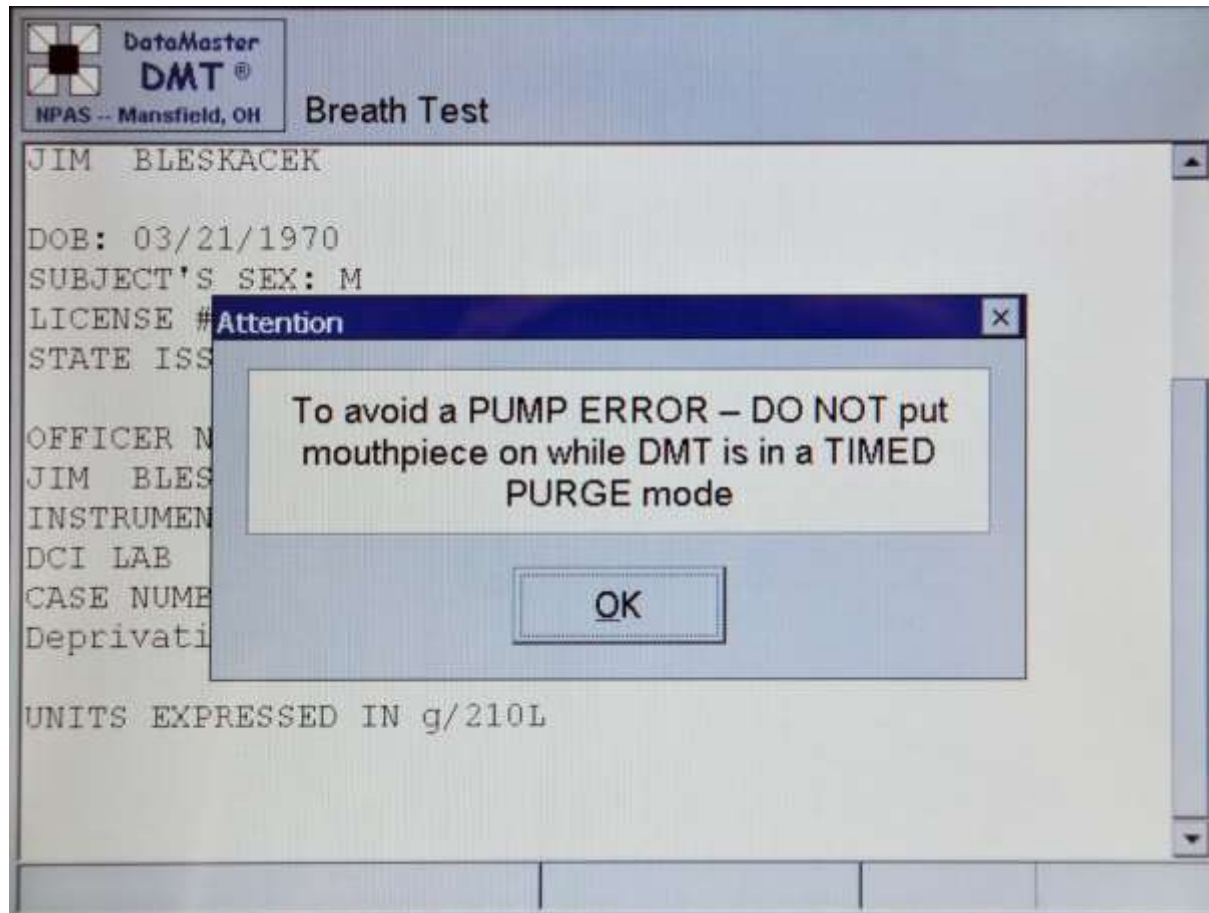 DataMaster
DMT ®
NPAS -- Mansfield, OH
Breath Test
JIM BLESKACEK
DOB: 03/21/1970
SUBJECT'S SEX: M
LICENSE #
STATE ISS
OFFICER N
JIM BLES
INSTRUMEN
DCI LAB
CASE NUMB
Deprivati
UNITS EXPRESSED IN g/210L
Attention
To avoid a PUMP ERROR – DO NOT put
mouthpiece on while DMT is in a TIMED
PURGE mode
OK